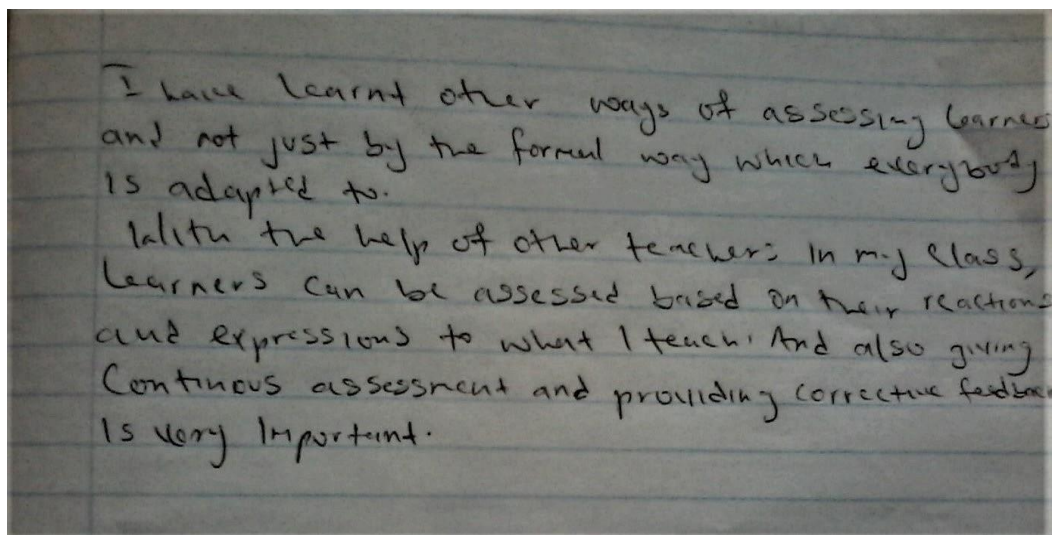 I have learnt other ways of assessing learners
and not just by the formal way which everybody
is adapted to.
With the help of other teachers in my class,
Learners can be assessed based on their reactions
and expressions to what I teach. And also giving
Continous assessment and providing corrective feedback
Is very Important.